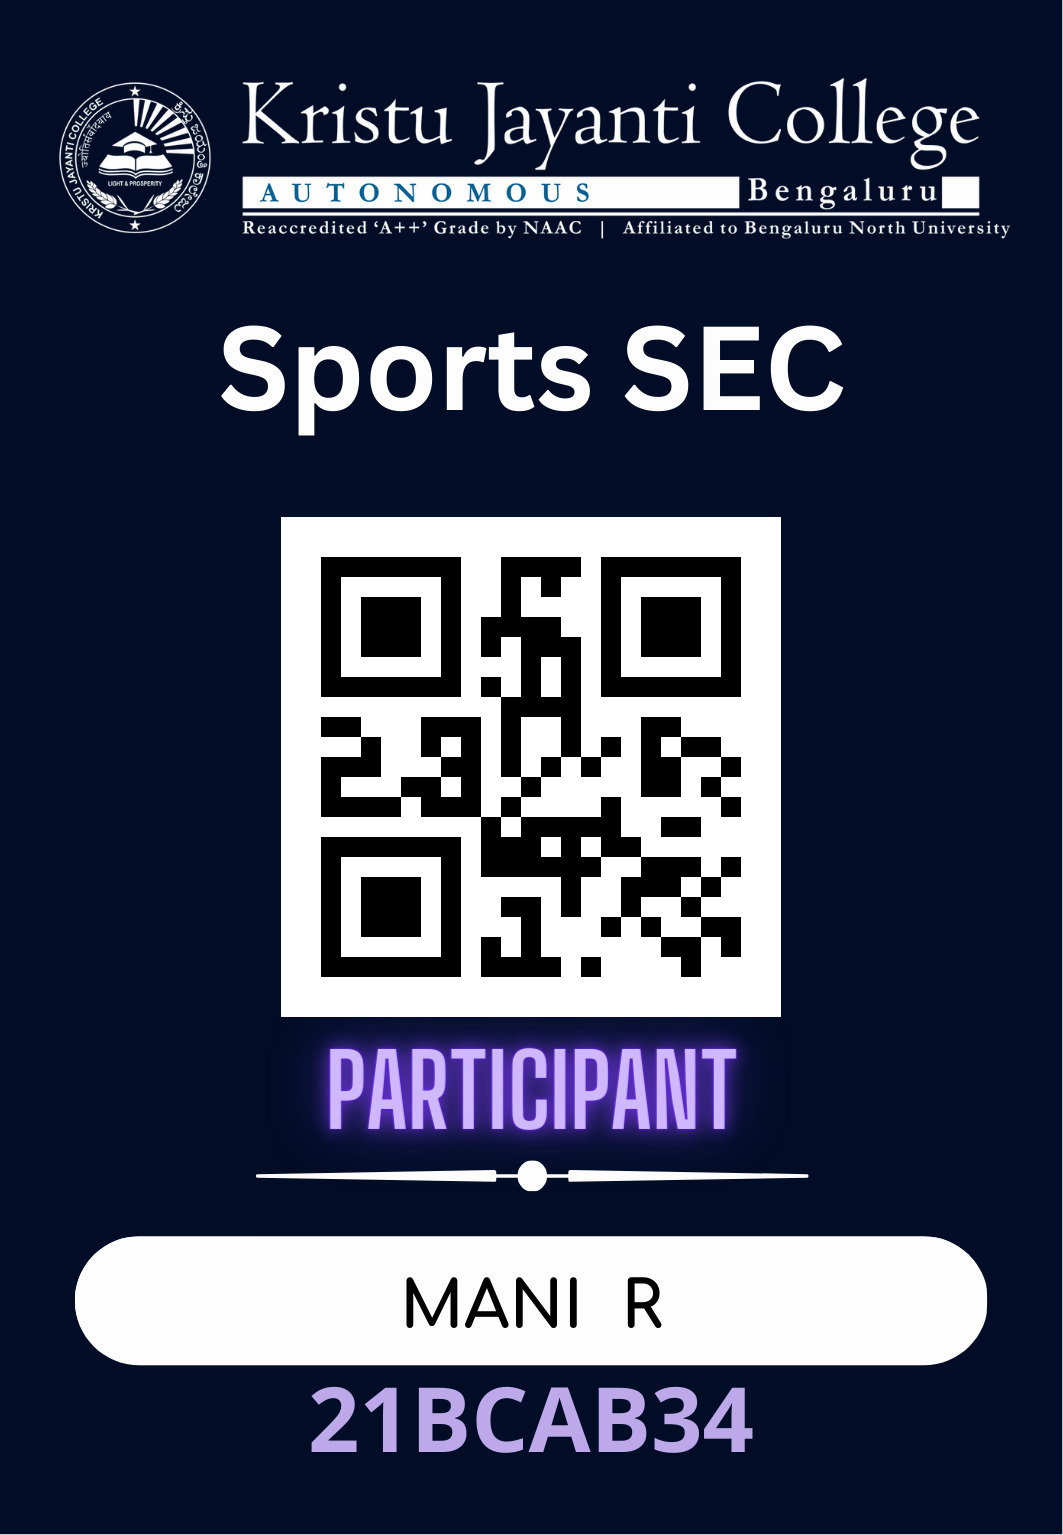 Kristu Jayanti College
AUTONOMOUS Bengaluru
Reaccredited ‘A++’ Grade by NAAC | Affiliated to Bengaluru North University
KRISTU JAYANTI COLLEGE
LIGHT & PROSPERITY
Sports SEC
PARTICIPANT
MANI R
21BCAB34